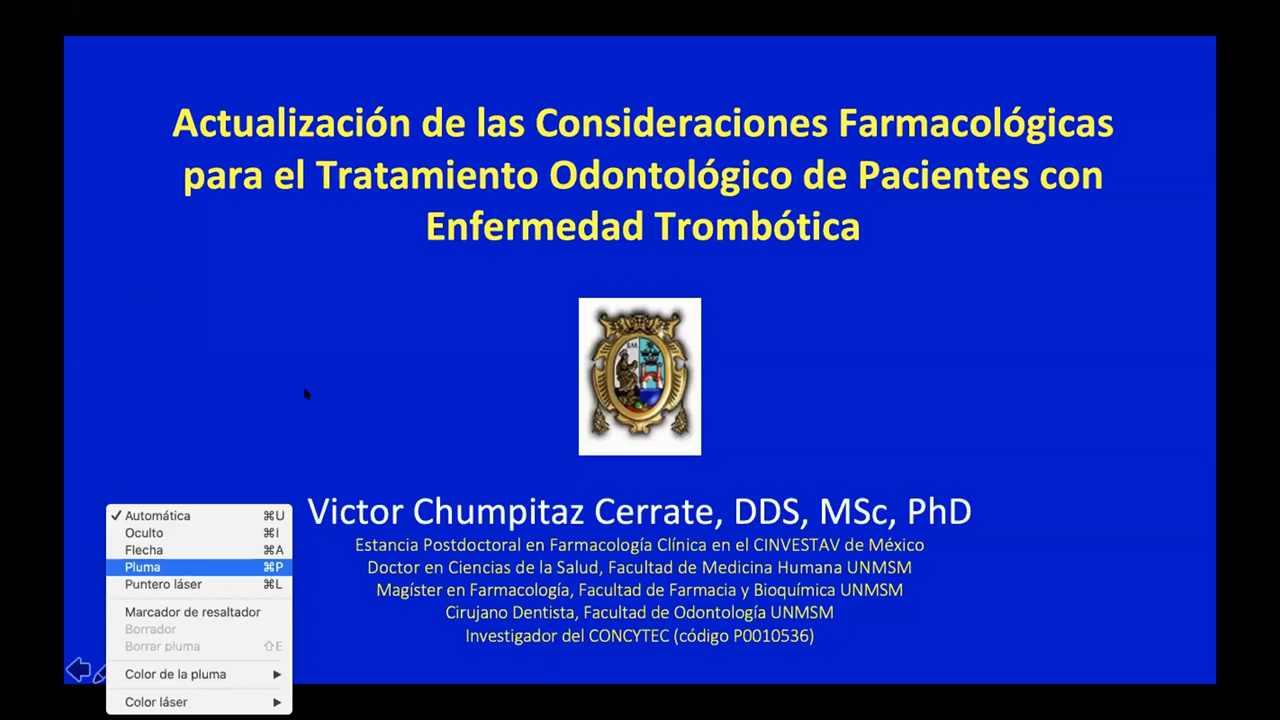 Actualización de las Consideraciones Farmacológicas
para el Tratamiento Odontológico de Pacientes con
Enfermedad Trombótica
Victor Chumpitaz Cerrate, DDS, MSc, PhD
Estancia Postdoctoral en Farmacología Clínica en el CINVESTAV de México
Doctor en Ciencias de la Salud, Facultad de Medicina Humana UNMSM
Magíster en Farmacología, Facultad de Farmacia y Bioquímica UNMSM
Cirujano Dentista, Facultad de Odontología UNMSM
Investigador del CONCYTEC (código P0010536)
✓ Automática ⌘U
Oculto ⌘I
Flecha ⌘A
Pluma ⌘P
Puntero láser ⌘L
Marcador de resaltador
Borrador
Borrar pluma ⇧E
Color de la pluma ▶
Color láser ▶